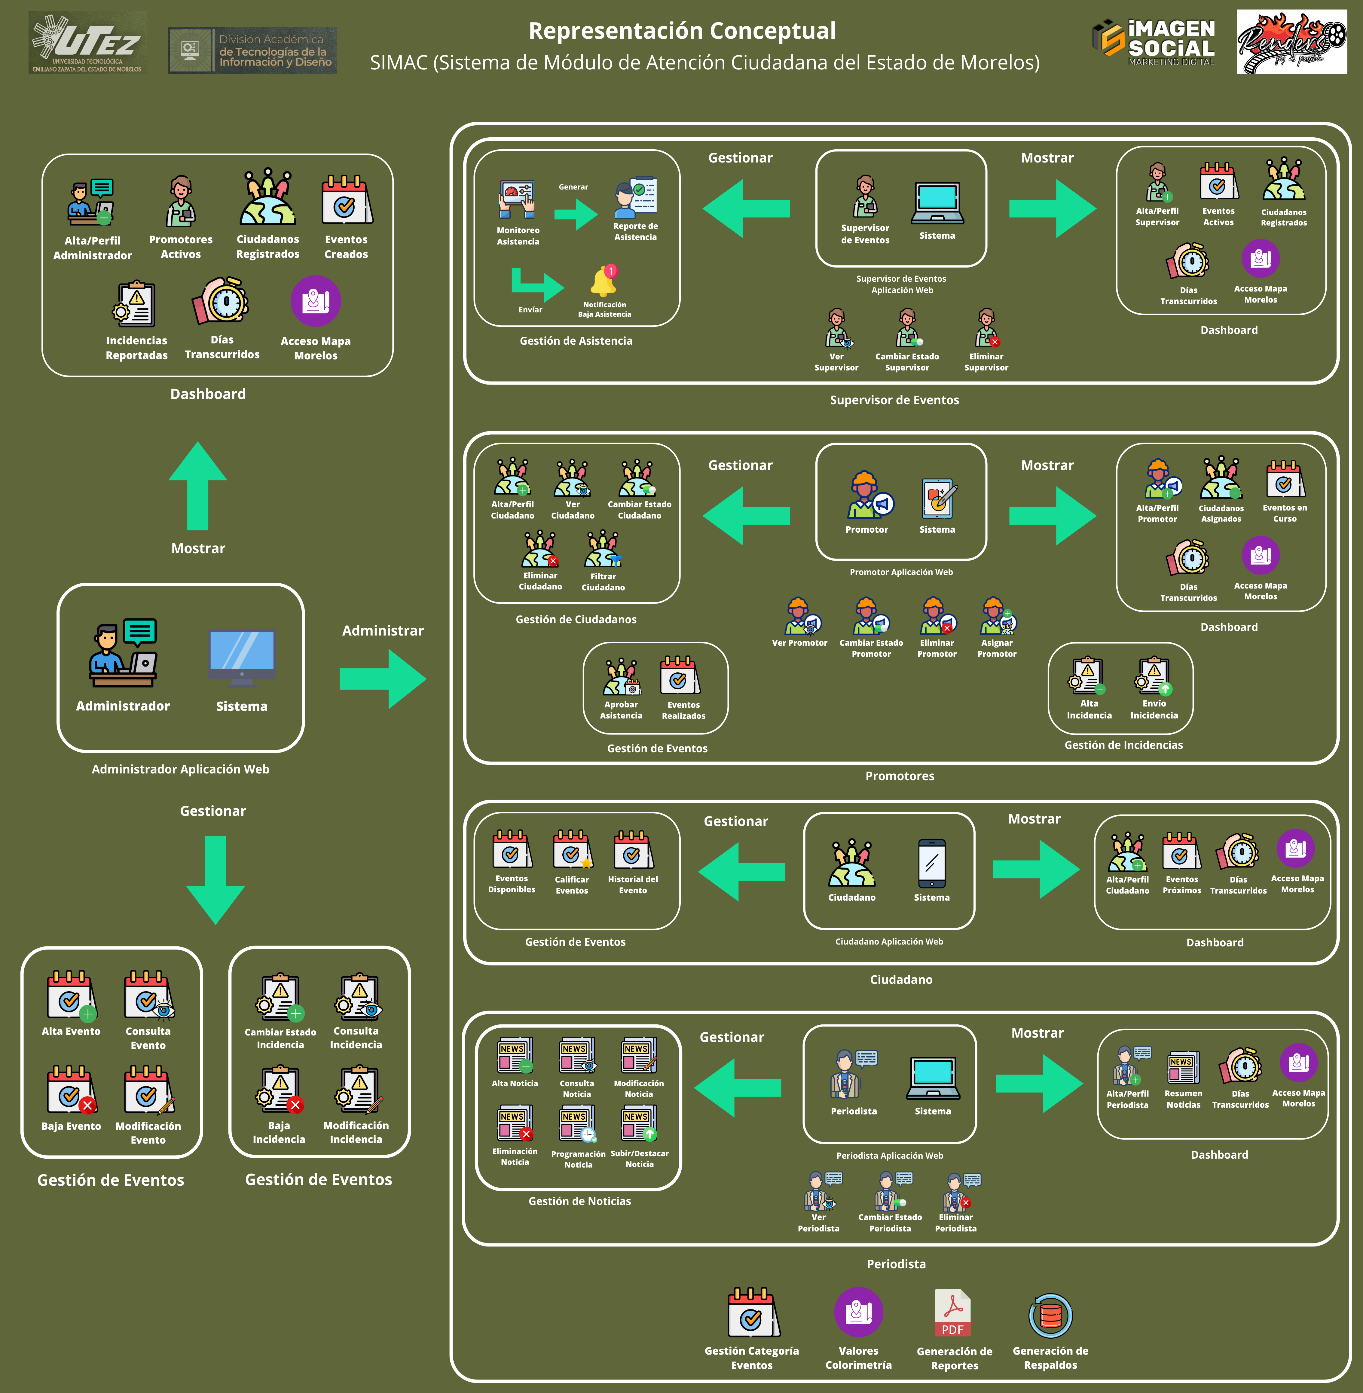 UTEZ
UNIVERSIDAD TECNOLÓGICA
EMILIANO ZAPATA DEL ESTADO DE MORELOS
División Académica
de Tecnologías de la
Información y Diseño
Representación Conceptual
SIMAC (Sistema de Módulo de Atención Ciudadana del Estado de Morelos)
iMAGEN
SOCiAL
MARKETING DIGITAL
Alta/Perfil
Administrador
Promotores
Activos
Ciudadanos
Registrados
Eventos
Creados
Incidencias
Reportadas
Días
Transcurridos
Acceso Mapa
Morelos
Dashboard
Mostrar
Administrador
Sistema
Administrador Aplicación Web
Administrar
Gestionar
Alta Evento
Consulta
Evento
Baja Evento
Modificación
Evento
Gestión de Eventos
Cambiar Estado
Incidencia
Consulta
Incidencia
Baja
Incidencia
Modificación
Incidencia
Gestión de Eventos
Monitoreo
Asistencia
Generar
Reporte de
Asistencia
Envíar
1
Notificación
Baja Asistencia
Gestión de Asistencia
Gestionar
Supervisor
de Eventos
Sistema
Supervisor de Eventos
Aplicación Web
Ver
Supervisor
Cambiar Estado
Supervisor
Eliminar
Supervisor
Mostrar
Alta/Perfil
Supervisor
Eventos
Activos
Ciudadanos
Registrados
Días
Transcurridos
Acceso Mapa
Morelos
Dashboard
Supervisor de Eventos
Alta/Perfil
Ciudadano
Ver
Ciudadano
Cambiar Estado
Ciudadano
Eliminar
Ciudadano
Filtrar
Ciudadano
Gestión de Ciudadanos
Gestionar
Promotor
Sistema
Promotor Aplicación Web
Mostrar
Alta/Perfil
Promotor
Ciudadanos
Asignados
Eventos en
Curso
Días
Transcurridos
Acceso Mapa
Morelos
Dashboard
Ver Promotor
Cambiar Estado
Promotor
Eliminar
Promotor
Asignar
Promotor
Aprobar
Asistencia
Eventos
Realizados
Gestión de Eventos
Alta
Incidencia
Envío
Inicidencia
Gestión de Incidencias
Promotores
Eventos
Disponibles
Calificar
Eventos
Historial del
Evento
Gestión de Eventos
Gestionar
Ciudadano
Sistema
Ciudadano Aplicación Web
Mostrar
Alta/Perfil
Ciudadano
Eventos
Próximos
Días
Transcurridos
Acceso Mapa
Morelos
Dashboard
Ciudadano
NEWS
Alta Noticia
NEWS
Consulta
Noticia
NEWS
Modificación
Noticia
NEWS
Eliminación
Noticia
NEWS
Programación
Noticia
NEWS
Subir/Destacar
Noticia
Gestión de Noticias
Gestionar
Periodista
Sistema
Periodista Aplicación Web
Ver
Periodista
Cambiar Estado
Periodista
Eliminar
Periodista
Mostrar
Alta/Perfil
Periodista
NEWS
Resumen
Noticias
Días
Transcurridos
Acceso Mapa
Morelos
Dashboard
Periodista
Gestión Categoría
Eventos
Valores
Colorimetría
PDF
Generación de
Reportes
Generación de
Respaldos